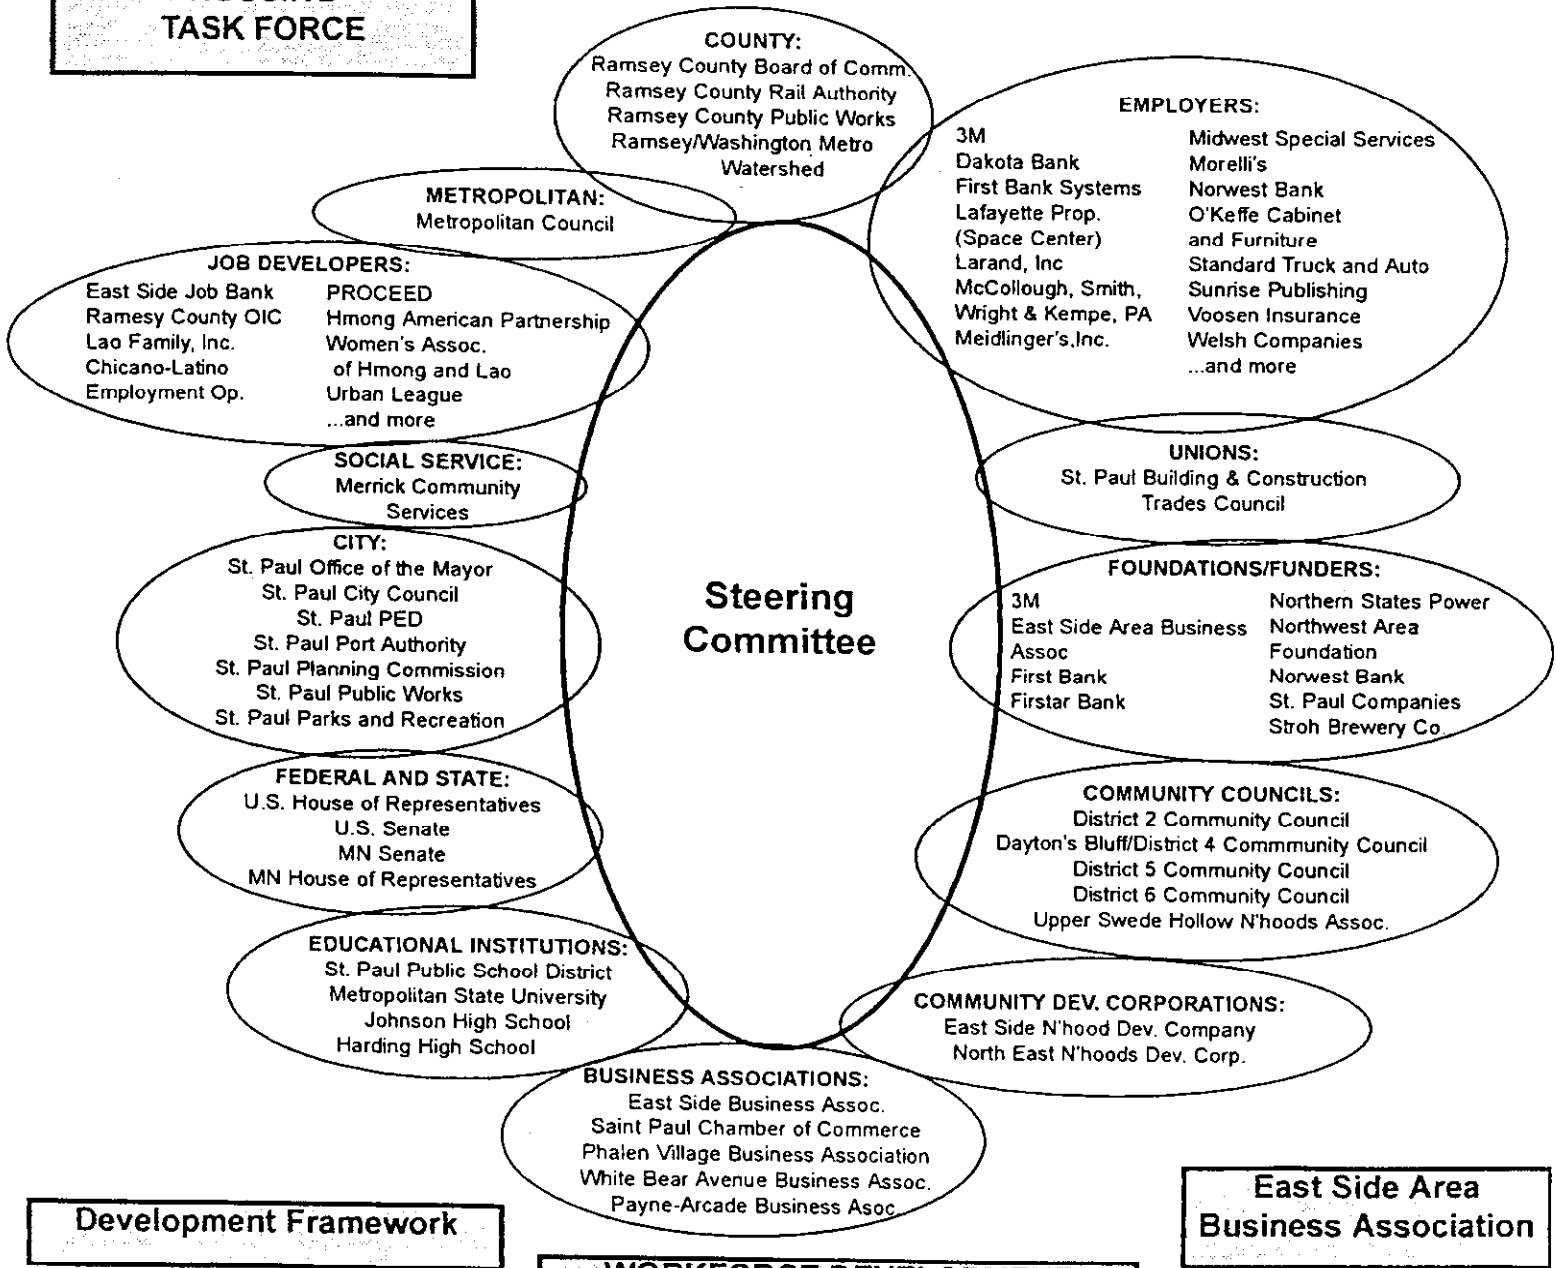 TASK FORCE
COUNTY:
Ramsey County Board of Comm.
Ramsey County Rail Authority
Ramsey County Public Works
Ramsey/Washington Metro
Watershed
EMPLOYERS:
3M
Dakota Bank
First Bank Systems
Lafayette Prop.
(Space Center)
Larand, Inc
McCollough, Smith,
Wright & Kempe, PA
Meidlinger's,Inc.
Midwest Special Services
Morelli's
Norwest Bank
O'Keffe Cabinet
and Furniture
Standard Truck and Auto
Sunrise Publishing
Voosen Insurance
Welsh Companies
...and more
METROPOLITAN:
Metropolitan Council
JOB DEVELOPERS:
East Side Job Bank
Ramesy County OIC
Lao Family, Inc.
Chicano-Latino
Employment Op.
PROCEED
Hmong American Partnership
Women's Assoc.
of Hmong and Lao
Urban League
...and more
UNIONS:
St. Paul Building & Construction
Trades Council
SOCIAL SERVICE:
Merrick Community
Services
CITY:
St. Paul Office of the Mayor
St. Paul City Council
St. Paul PED
St. Paul Port Authority
St. Paul Planning Commission
St. Paul Public Works
St. Paul Parks and Recreation
Steering
Committee
FOUNDATIONS/FUNDERS:
3M
East Side Area Business
Assoc
First Bank
Firstar Bank
Northern States Power
Northwest Area
Foundation
Norwest Bank
St. Paul Companies
Stroh Brewery Co.
FEDERAL AND STATE:
U.S. House of Representatives
U.S. Senate
MN Senate
MN House of Representatives
COMMUNITY COUNCILS:
District 2 Community Council
Dayton's Bluff/District 4 Commmunity Council
District 5 Community Council
District 6 Community Council
Upper Swede Hollow N'hoods Assoc.
EDUCATIONAL INSTITUTIONS:
St. Paul Public School District
Metropolitan State University
Johnson High School
Harding High School
COMMUNITY DEV. CORPORATIONS:
East Side N'hood Dev. Company
North East N'hoods Dev. Corp.
BUSINESS ASSOCIATIONS:
East Side Business Assoc.
Saint Paul Chamber of Commerce
Phalen Village Business Association
White Bear Avenue Business Assoc.
Payne-Arcade Business Asoc.
Development Framework
East Side Area
Business Association